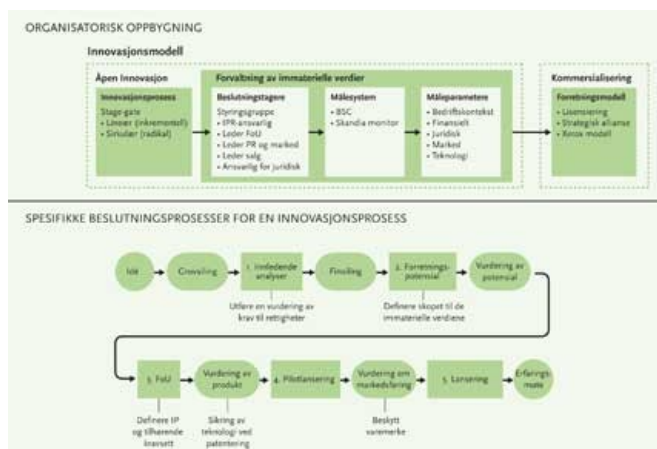 ORGANISATORISK OPPBYGNING
Innovasjonsmodell
Åpen Innovasjon
Innovasjonsprosess
Stage-gate
• Lineær (inkrementell)
• Sirkulær (radikal)
Forvaltning av immaterielle verdier
Beslutningstagere
Styringsgruppe
• IPR-ansvarlig
• Leder FoU
• Leder PR og marked
• Leder salg
• Ansvarlig for juridisk
Målesystem
• BSC
• Skandia monitor
Måleparametere
• Bedriftskontekst
• Finansielt
• Juridisk
• Marked
• Teknologi
Kommersialisering
Forretningsmodell
• Lisensiering
• Strategisk allianse
• Xerox modell
SPESIFIKKE BESLUTNINGSPROSESSER FOR EN INNOVASJONSPROSESS
Idé
Grovsiling
1. Innledende
analyser
Finsiling
2. Forretnings-
potensial
Vurdering av
potensial
Utføre en vurdering av
krav til rettigheter
Definere skopet til de
immaterielle verdiene
3. FoU
Vurdering av
produkt
4. Pilotlansering
Vurdering om
markedsføring
5. Lansering
Erfarings-
møte
Definere IP
og tilhørende
kravsett
Sikring av
teknologi ved
patentering
Beskytt
varemerke